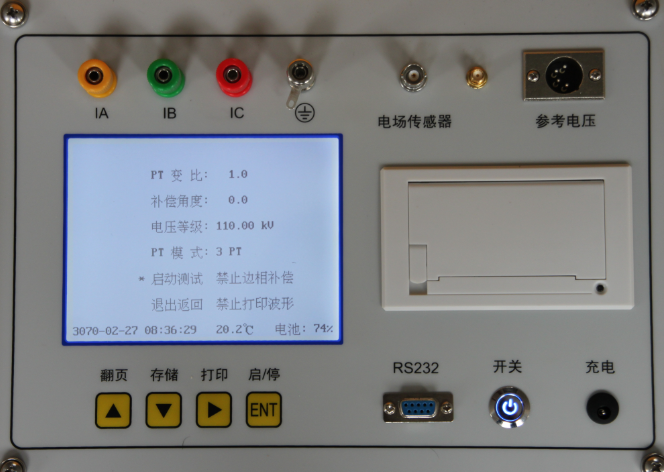 IA IB IC
电场传感器 参考电压
PT 变 比: 1.0
补偿角度: 0.0
电压等级: 110.00 kV
PT 模 式: 3 PT
* 启动测试 禁止边相补偿
退出返回 禁止打印波形
3070-02-27 08:36:29 20.2℃ 电池: 74%
翻页 存储 打印 启/停
ENT
RS232 开关 充电